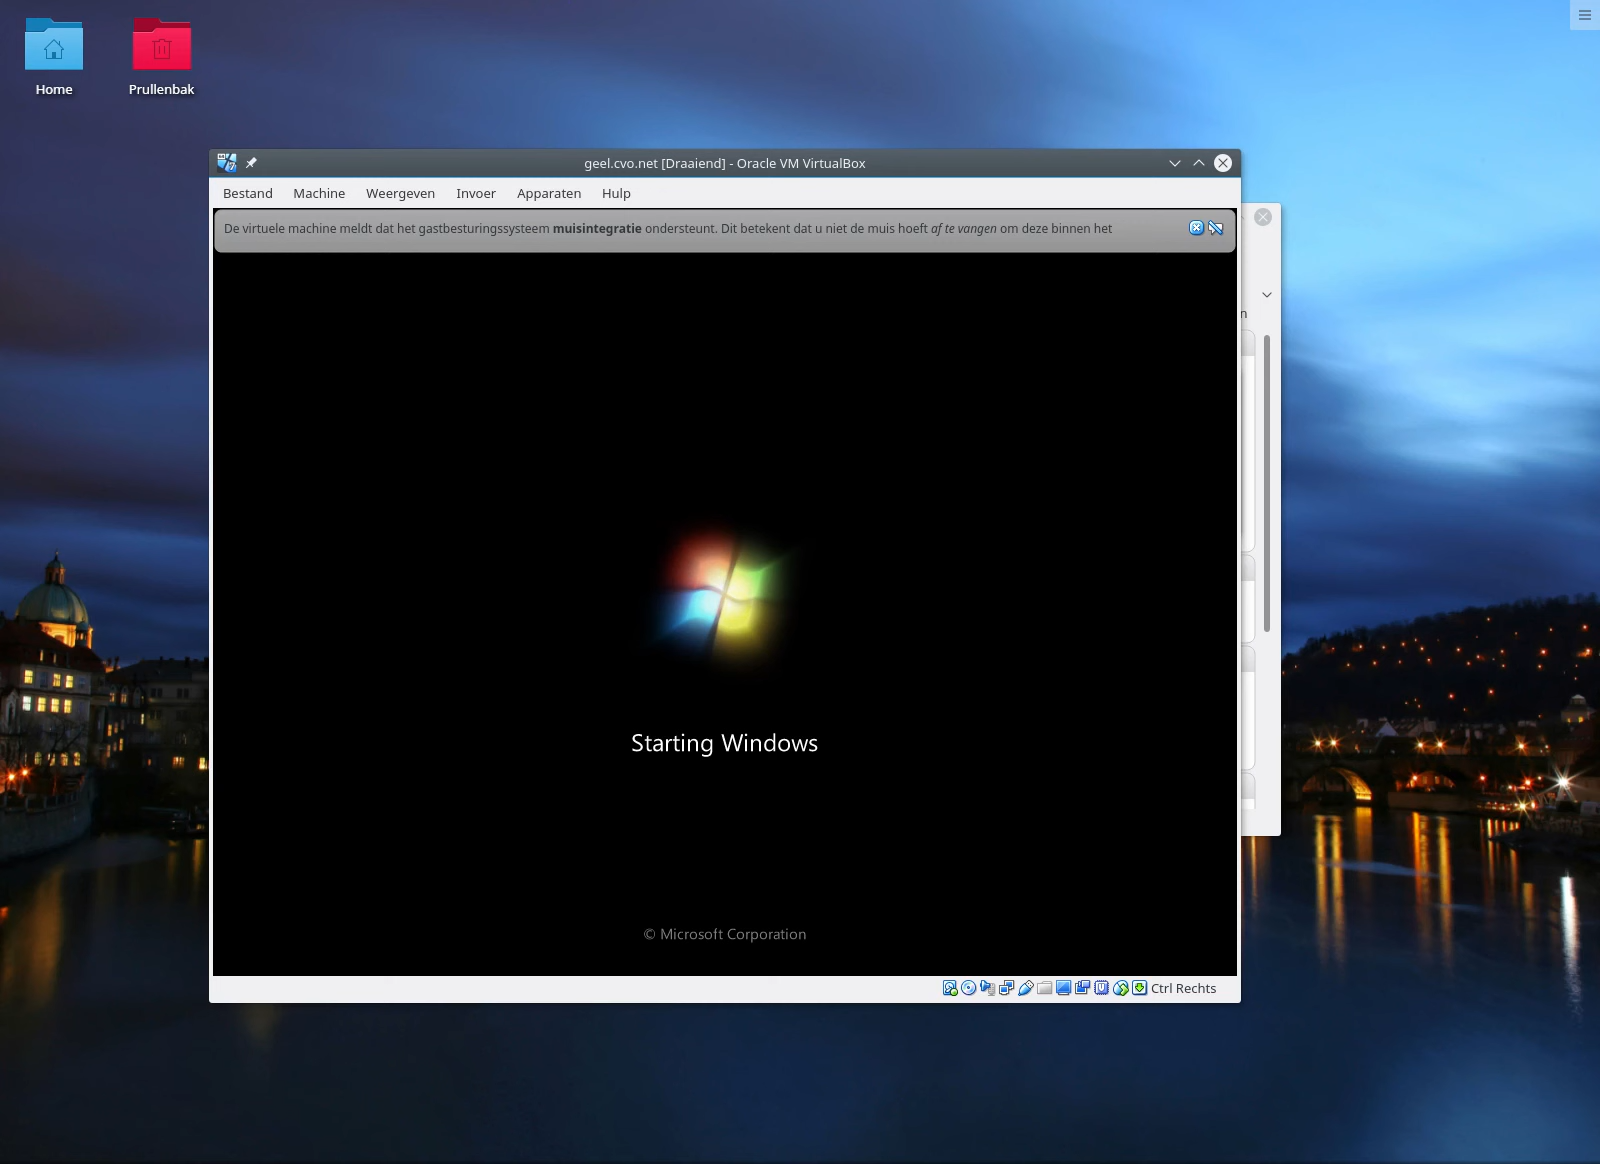 Home
Prullenbak
geel.cvo.net [Draaiend] - Oracle VM VirtualBox
Bestand Machine Weergeven Invoer Apparaten Hulp
De virtuele machine meldt dat het gastbesturingssysteem muisintegratie ondersteunt. Dit betekent dat u niet de muis hoeft af te vangen om deze binnen het
n
Starting Windows
© Microsoft Corporation
Ctrl Rechts